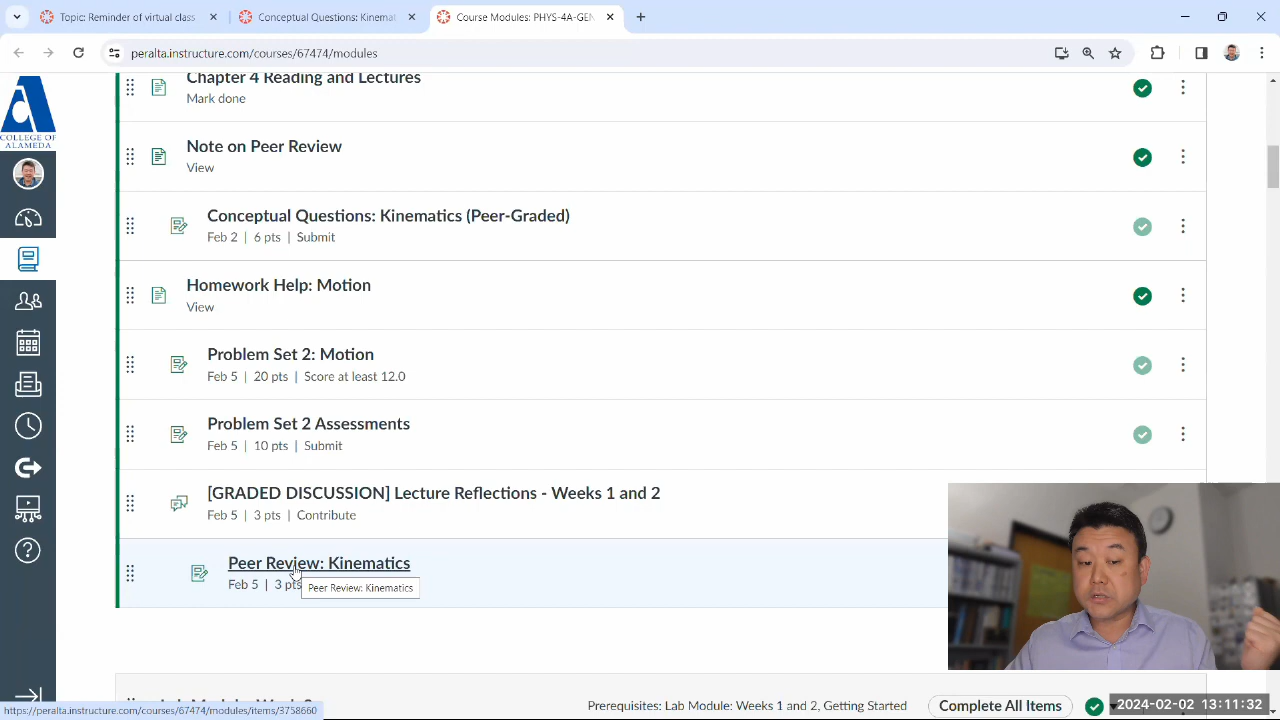 Topic: Reminder of virtual class
Conceptual Questions: Kinemat
Course Modules: PHYS-4A-GEN
peralta.instructure.com/courses/67474/modules
COLLEGE OF
ALAMEDA
Chapter 4 Reading and Lectures
Mark done
Note on Peer Review
View
Conceptual Questions: Kinematics (Peer-Graded)
Feb 2 | 6 pts | Submit
Homework Help: Motion
View
Problem Set 2: Motion
Feb 5 | 20 pts | Score at least 12.0
Problem Set 2 Assessments
Feb 5 | 10 pts | Submit
[GRADED DISCUSSION] Lecture Reflections - Weeks 1 and 2
Feb 5 | 3 pts | Contribute
Peer Review: Kinematics
Feb 5 | 3 pts
Peer Review: Kinematics
Prerequisites: Lab Module: Weeks 1 and 2, Getting Started
Complete All Items
https://peralta.instructure.com/courses/67474/modules/items/3758660
2024-02-02 13:11:32